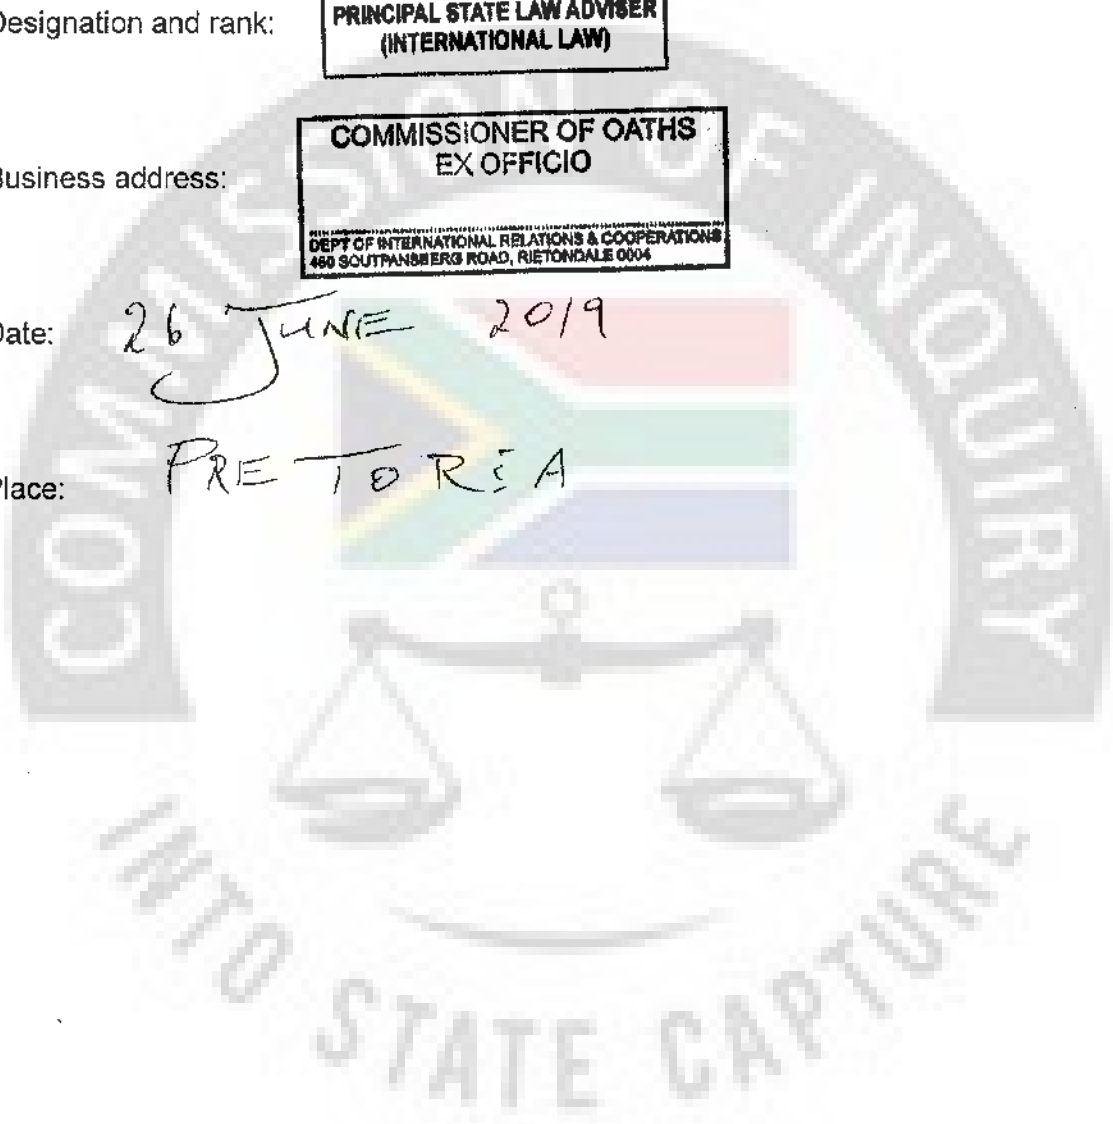 Designation and rank:
PRINCIPAL STATE LAW ADVISER
(INTERNATIONAL LAW)
COMMISSIONER OF OATHS
EX OFFICIO
Business address:
DEPT OF INTERNATIONAL RELATIONS & COOPERATIONS
460 SOUTPANSBERG ROAD, RIETONDALE 0004
Date: 26 JUNE 2019
Place: PRETORIA
COMMISSION OF INQUIRY
INTO STATE CAPTURE